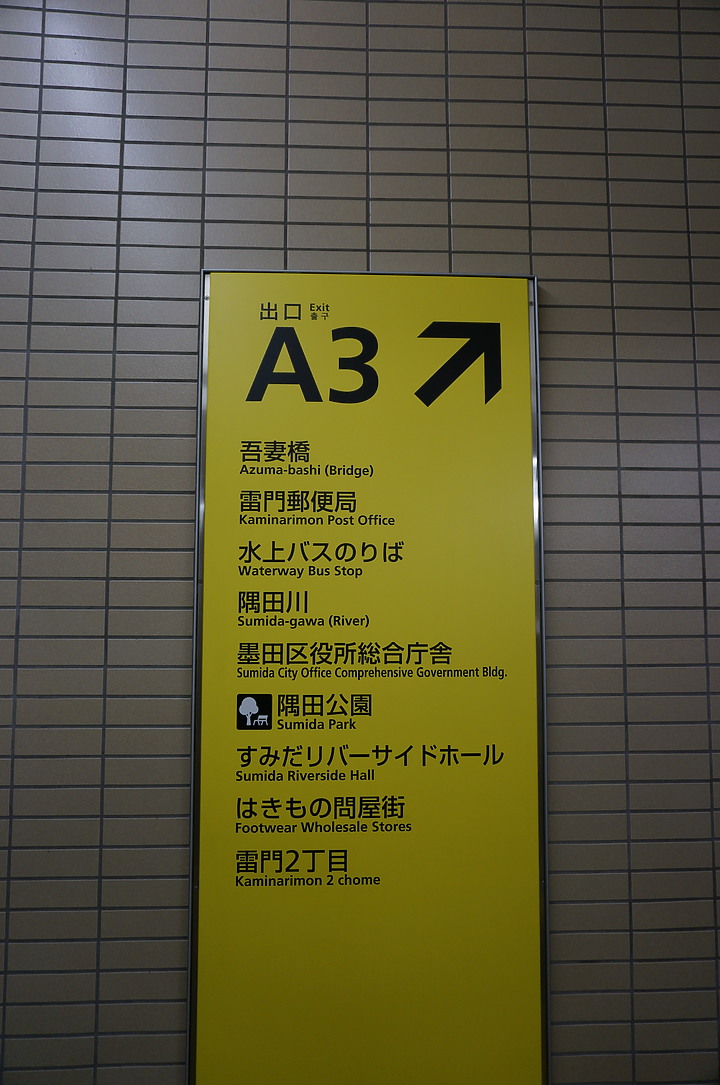 出口 Exit
출구
A3
吾妻橋
Azuma-bashi (Bridge)
雷門郵便局
Kaminarimon Post Office
水上バスのりば
Waterway Bus Stop
隅田川
Sumida-gawa (River)
墨田区役所総合庁舎
Sumida City Office Comprehensive Government Bldg.
隅田公園
Sumida Park
すみだリバーサイドホール
Sumida Riverside Hall
はきもの問屋街
Footwear Wholesale Stores
雷門2丁目
Kaminarimon 2 chome